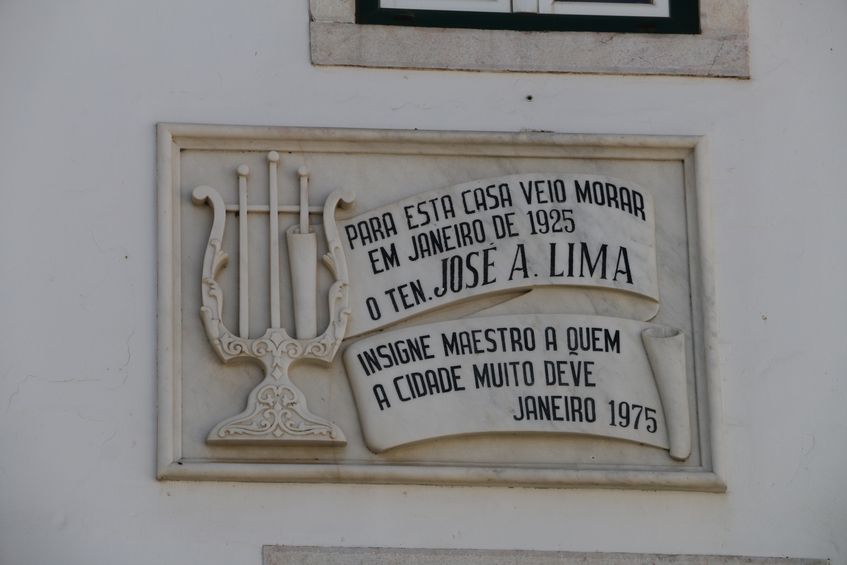 PARA ESTA CASA VEIO MORAR
EM JANEIRO DE 1925
O TEN. JOSÉ A. LIMA
INSIGNE MAESTRO A QUEM
A CIDADE MUITO DEVE
JANEIRO 1975